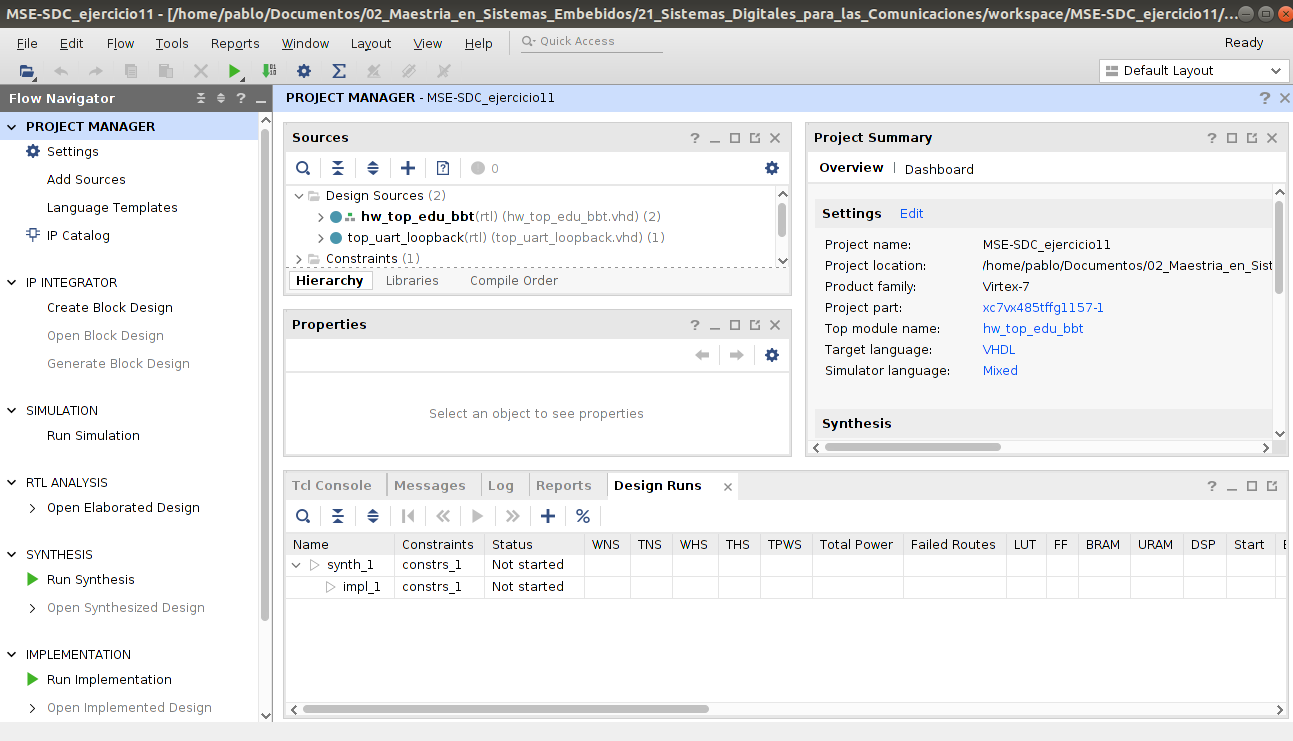 MSE-SDC_ejercicio11 - [/home/pablo/Documentos/02_Maestria_en_Sistemas_Embebidos/21_Sistemas_Digitales_para_las_Comunicaciones/workspace/MSE-SDC_ejercicio11/...
File Edit Flow Tools Reports Window Layout View Help Quick Access Ready
Default Layout
Flow Navigator
PROJECT MANAGER
Settings
Add Sources
Language Templates
IP Catalog
IP INTEGRATOR
Create Block Design
Open Block Design
Generate Block Design
SIMULATION
Run Simulation
RTL ANALYSIS
Open Elaborated Design
SYNTHESIS
Run Synthesis
Open Synthesized Design
IMPLEMENTATION
Run Implementation
Open Implemented Design
PROJECT MANAGER - MSE-SDC_ejercicio11
Sources
0
Design Sources (2)
hw_top_edu_bbt(rtl) (hw_top_edu_bbt.vhd) (2)
top_uart_loopback(rtl) (top_uart_loopback.vhd) (1)
Constraints (1)
Hierarchy Libraries Compile Order
Properties
Select an object to see properties
Project Summary
Overview Dashboard
Settings Edit
Project name: MSE-SDC_ejercicio11
Project location: /home/pablo/Documentos/02_Maestria_en_Sist
Product family: Virtex-7
Project part: xc7vx485tffg1157-1
Top module name: hw_top_edu_bbt
Target language: VHDL
Simulator language: Mixed
Synthesis
Tcl Console Messages Log Reports Design Runs
Name Constraints Status WNS TNS WHS THS TPWS Total Power Failed Routes LUT FF BRAM URAM DSP Start
synth_1 constrs_1 Not started
impl_1 constrs_1 Not started